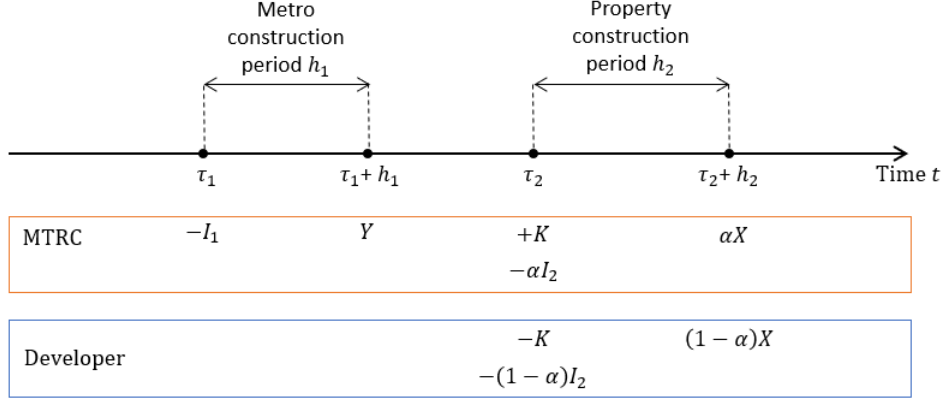 Metro
construction
period h₁
Property
construction
period h₂
τ₁
τ₁+ h₁
τ₂
τ₂+ h₂
Time t
MTRC
−I₁
Y
+K
αX
−αI₂
Developer
−K
(1 − α)X
−(1 − α)I₂